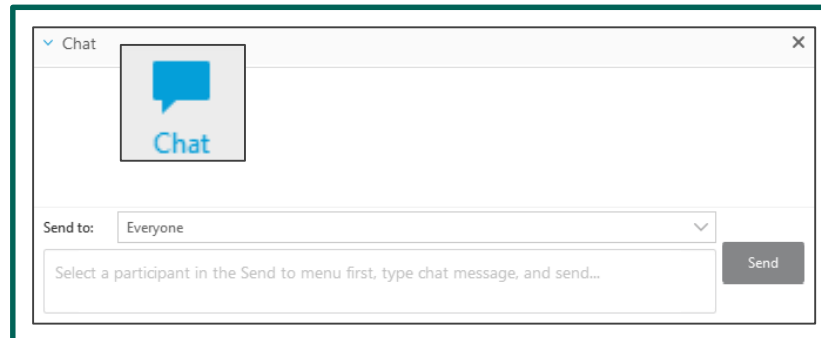 Chat
Chat
Send to: Everyone
Select a participant in the Send to menu first, type chat message, and send...
Send